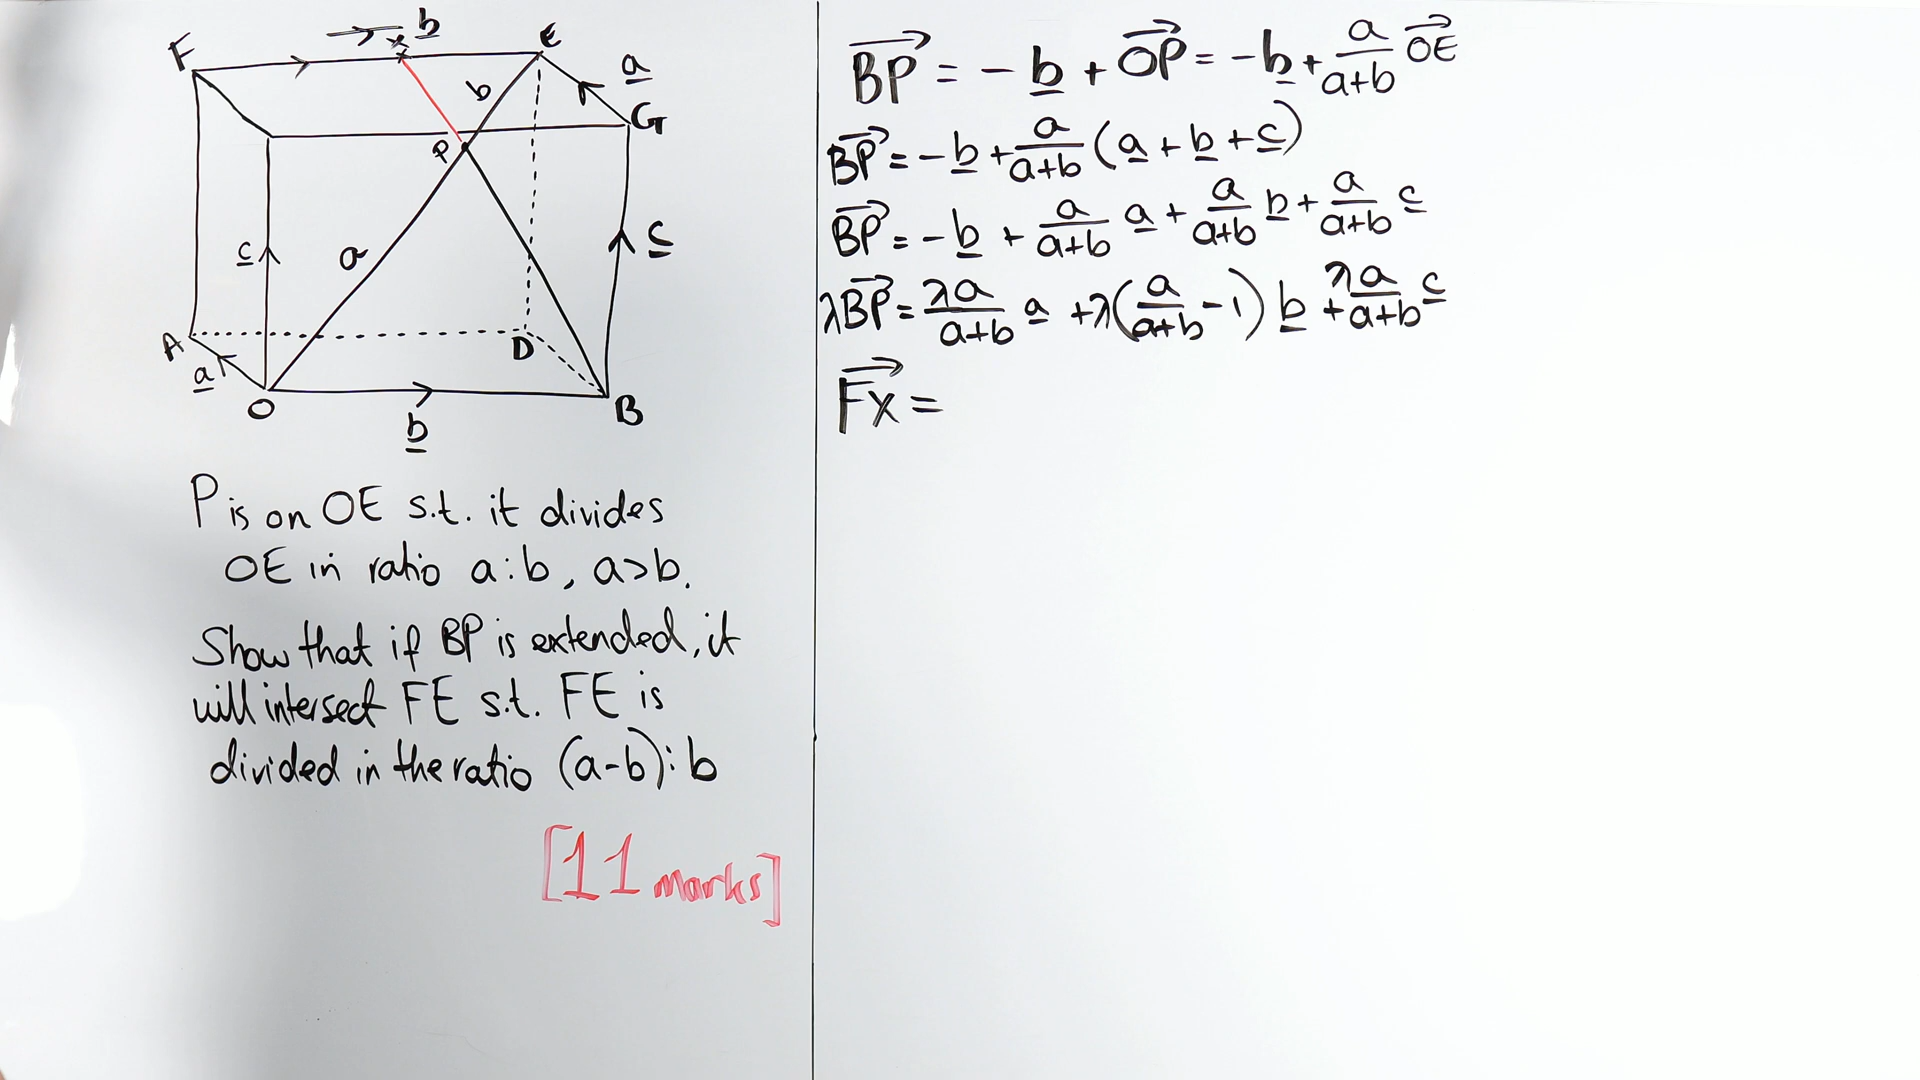 F
b
E
a
b
G
P
c
a
c
A
D
a
O
b
B
P is on OE s.t. it divides
OE in ratio a:b, a>b.
Show that if BP is extended, it
will intersect FE s.t. FE is
divided in the ratio (a-b):b
[11 marks]
BP→ = -b + OP→ = -b + a/(a+b) OE→
BP→ = -b + a/(a+b) (a + b + c)
BP→ = -b + a/(a+b) a + a/(a+b) b + a/(a+b) c
λBP→ = λa/(a+b) a + λ(a/(a+b) - 1) b + λa/(a+b) c
FX→ =